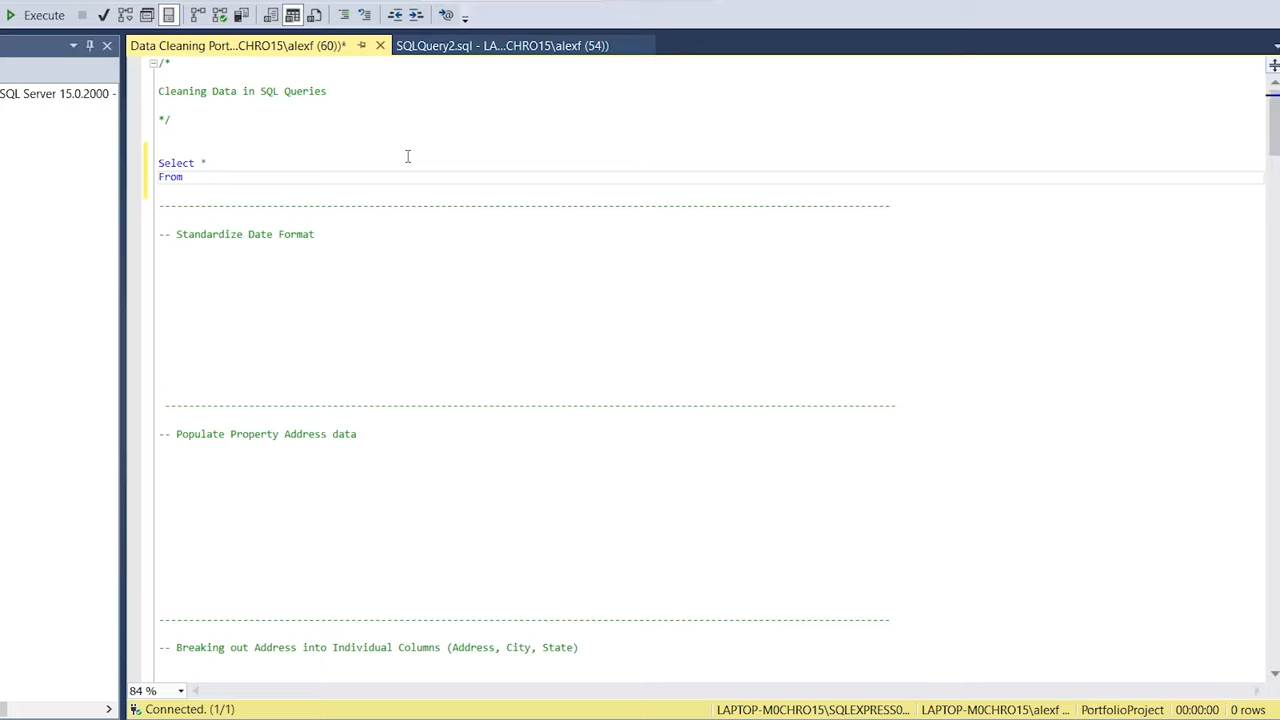 Execute
Data Cleaning Port...CHRO15\alexf (60))*
SQLQuery2.sql - LA...CHRO15\alexf (54))
SQL Server 15.0.2000 -
/*
Cleaning Data in SQL Queries
*/
Select *
From
---------------------------------------------------------------------------------------------------------------------------
-- Standardize Date Format
---------------------------------------------------------------------------------------------------------------------------
-- Populate Property Address data
---------------------------------------------------------------------------------------------------------------------------
-- Breaking out Address into Individual Columns (Address, City, State)
84 %
Connected. (1/1)
LAPTOP-M0CHRO15\SQLEXPRESS0...
LAPTOP-M0CHRO15\alexf ...
PortfolioProject
00:00:00
0 rows